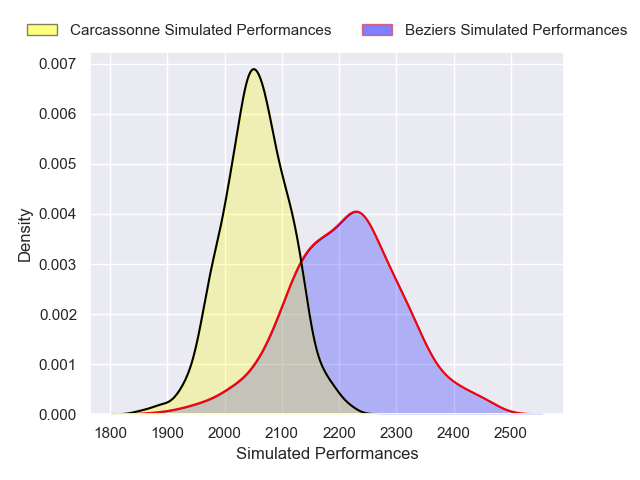 Carcassonne Simulated Performances
Beziers Simulated Performances
0.007
0.006
0.005
0.004
0.003
0.002
0.001
0.000
Density
1800 1900 2000 2100 2200 2300 2400 2500
Simulated Performances